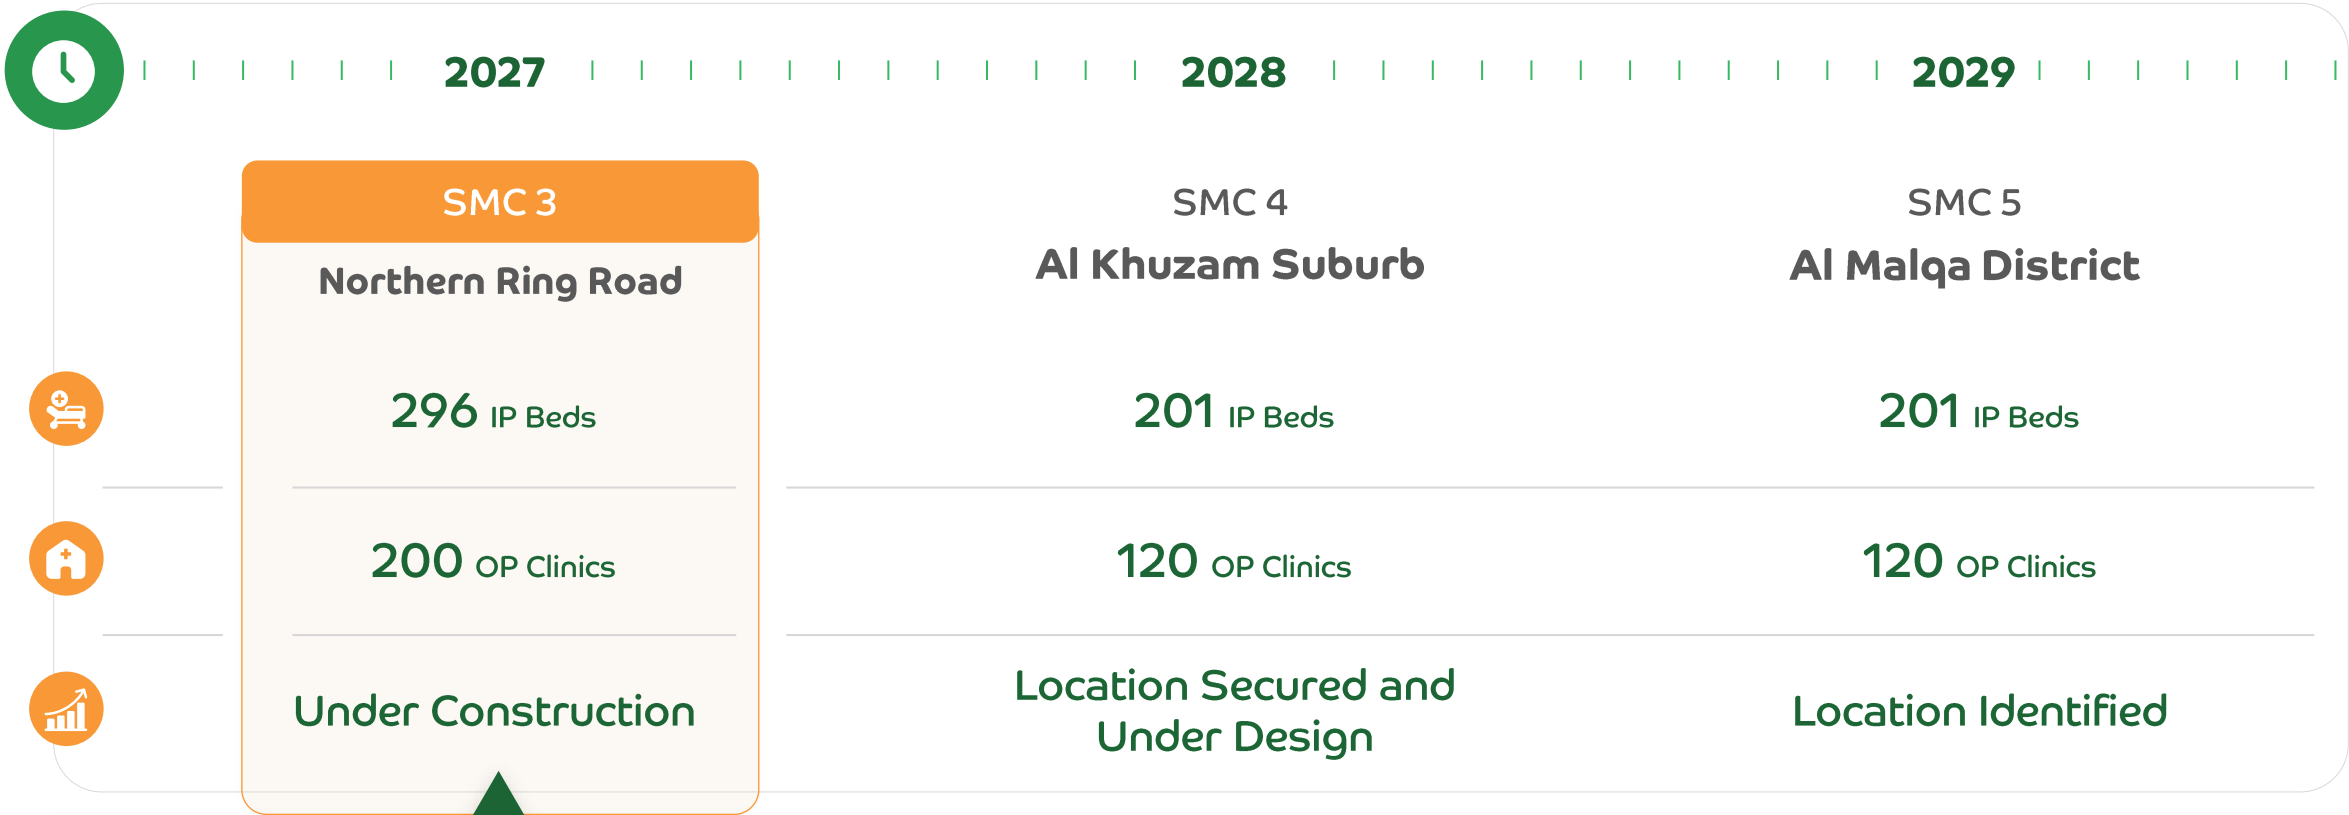 2027
2028
2029
SMC 3
SMC 4
SMC 5
Northern Ring Road
Al Khuzam Suburb
Al Malqa District
296 IP Beds
201 IP Beds
201 IP Beds
200 OP Clinics
120 OP Clinics
120 OP Clinics
Under Construction
Location Secured and
Under Design
Location Identified